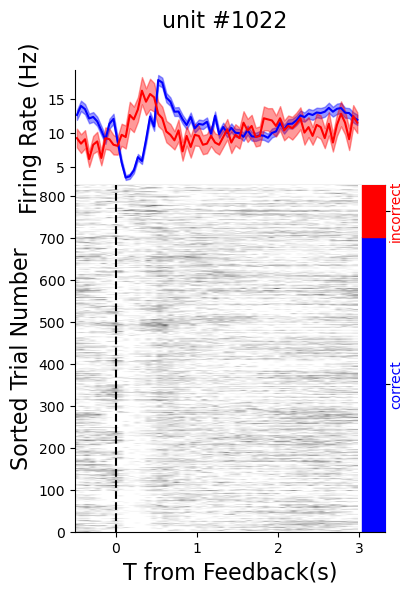 unit #1022
Firing Rate (Hz)
15
10
5
Sorted Trial Number
800
700
600
500
400
300
200
100
0
incorrect
correct
0
1
2
3
T from Feedback(s)